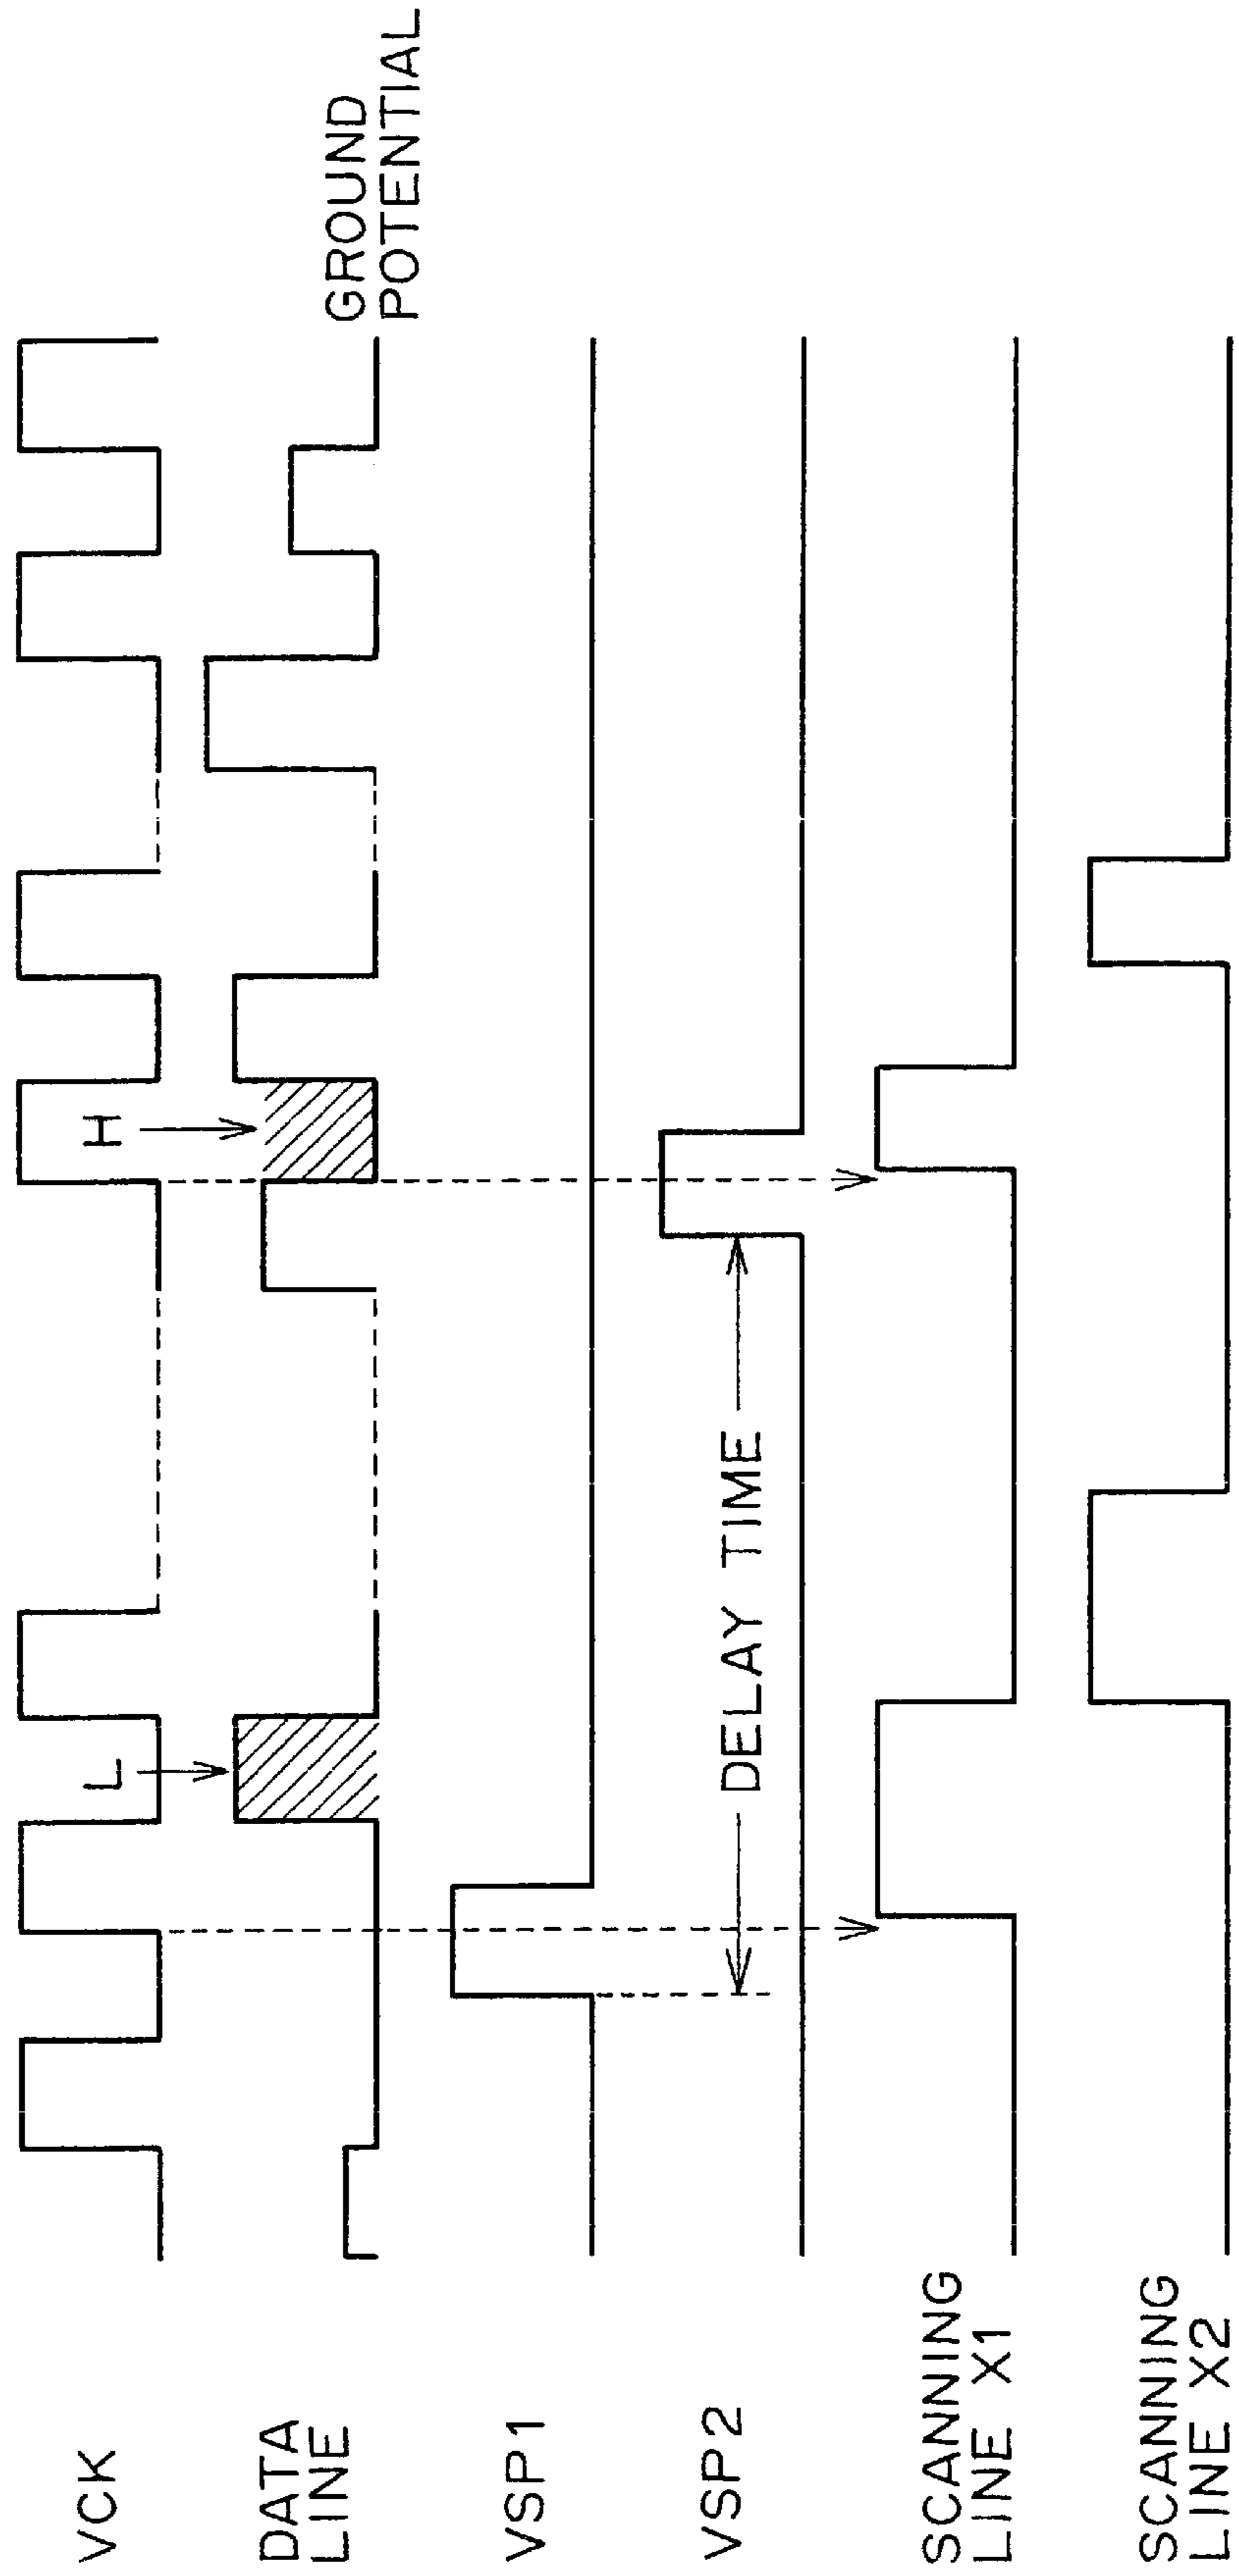 VCK
DATA
LINE
VSP1
VSP2
SCANNING
LINE X1
SCANNING
LINE X2
L
H
GROUND
POTENTIAL
DELAY TIME